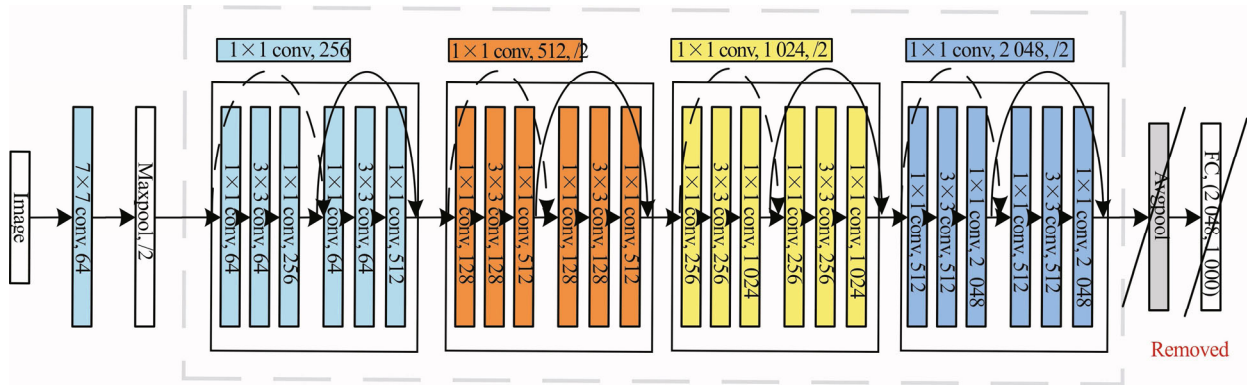 1×1 conv, 256
1×1 conv, 512, /2
1×1 conv, 1 024, /2
1×1 conv, 2 048, /2
Image
7×7 conv, 64
Maxpool, /2
1×1 conv, 64
3×3 conv, 64
1×1 conv, 256
1×1 conv, 64
3×3 conv, 64
1×1 conv, 512
1×1 conv, 128
3×3 conv, 128
1×1 conv, 512
1×1 conv, 128
3×3 conv, 128
1×1 conv, 512
1×1 conv, 256
3×3 conv, 256
1×1 conv, 1 024
1×1 conv, 256
3×3 conv, 256
1×1 conv, 1 024
1×1 conv, 512
3×3 conv, 512
1×1 conv, 2 048
1×1 conv, 512
3×3 conv, 512
1×1 conv, 2 048
Avgpool
FC, (2 048, 1 000)
Removed